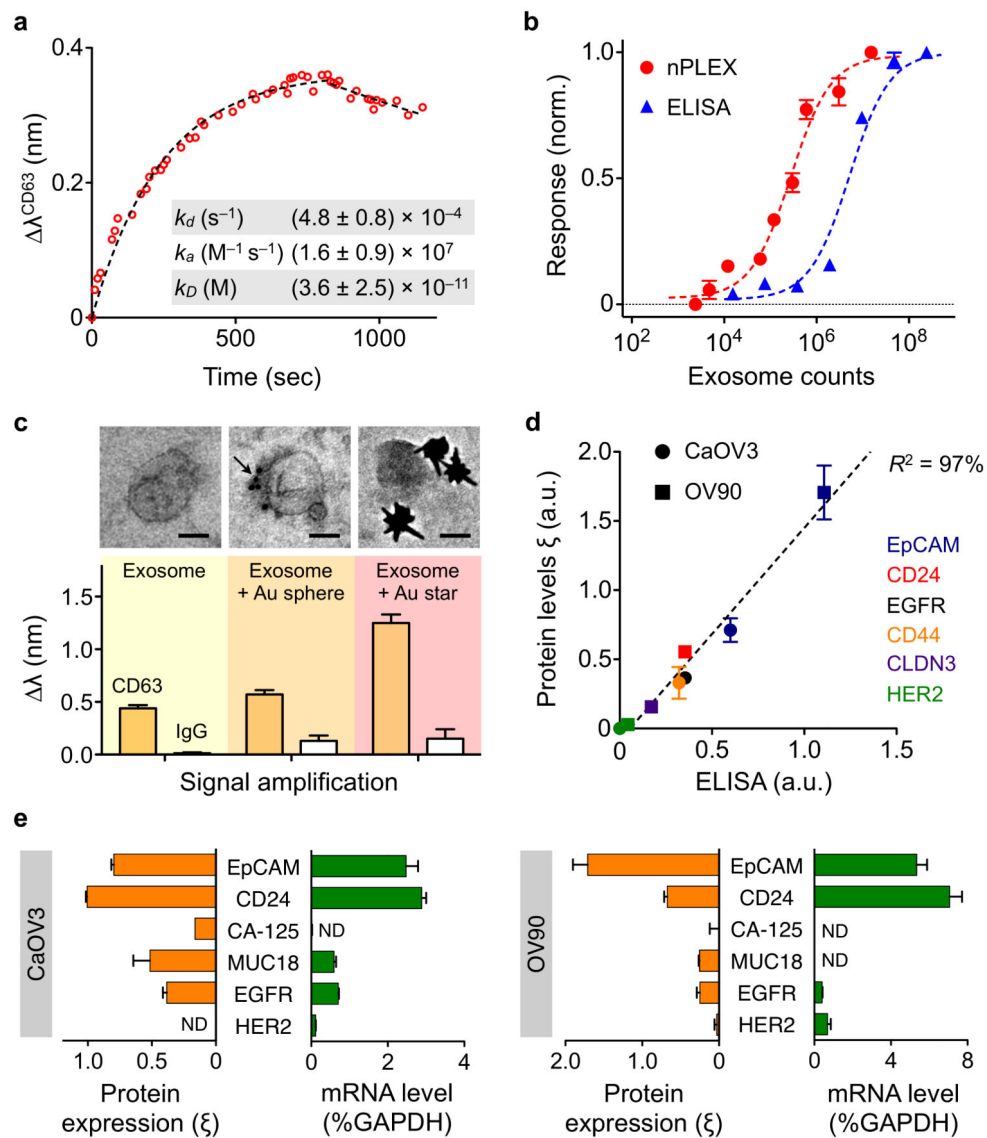 a
Δλ^CD63 (nm)
0.4
0.2
0
k_d (s⁻¹) (4.8 ± 0.8) × 10⁻⁴
k_a (M⁻¹ s⁻¹) (1.6 ± 0.9) × 10⁷
k_D (M) (3.6 ± 2.5) × 10⁻¹¹
0 500 1000
Time (sec)
b
Response (norm.)
1.0
0.5
0
nPLEX
ELISA
10² 10⁴ 10⁶ 10⁸
Exosome counts
c
Exosome
Exosome
+ Au sphere
Exosome
+ Au star
Δλ (nm)
1.5
1.0
0.5
0.0
CD63
IgG
Signal amplification
d
Protein levels ξ (a.u.)
2.0
1.5
1.0
0.5
0
CaOV3
OV90
R² = 97%
EpCAM
CD24
EGFR
CD44
CLDN3
HER2
0 0.5 1.0 1.5
ELISA (a.u.)
e
CaOV3
EpCAM
CD24
CA-125 ND
MUC18
EGFR
ND HER2
1.0 0.5 0
Protein
expression (ξ)
0 2 4
mRNA level
(%GAPDH)
OV90
EpCAM
CD24
CA-125 ND
MUC18 ND
EGFR
HER2
2.0 1.0 0
Protein
expression (ξ)
0 4 8
mRNA level
(%GAPDH)